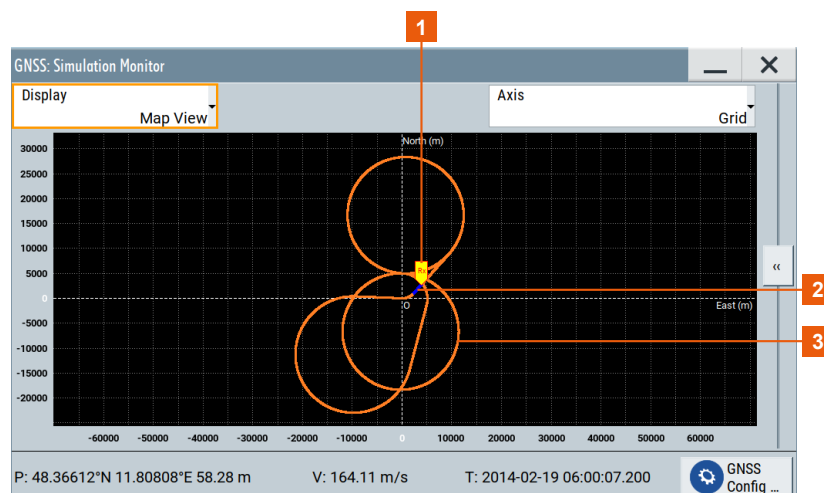 1
GNSS: Simulation Monitor
Display
Map View
Axis
Grid
North (m)
30000
25000
20000
15000
10000
5000
0
-5000
-10000
-15000
-20000
Rx
O
East (m)
«
2
3
-60000 -50000 -40000 -30000 -20000 -10000 0 10000 20000 30000 40000 50000 60000
P: 48.36612°N 11.80808°E 58.28 m V: 164.11 m/s T: 2014-02-19 06:00:07.200
GNSS
Config ...